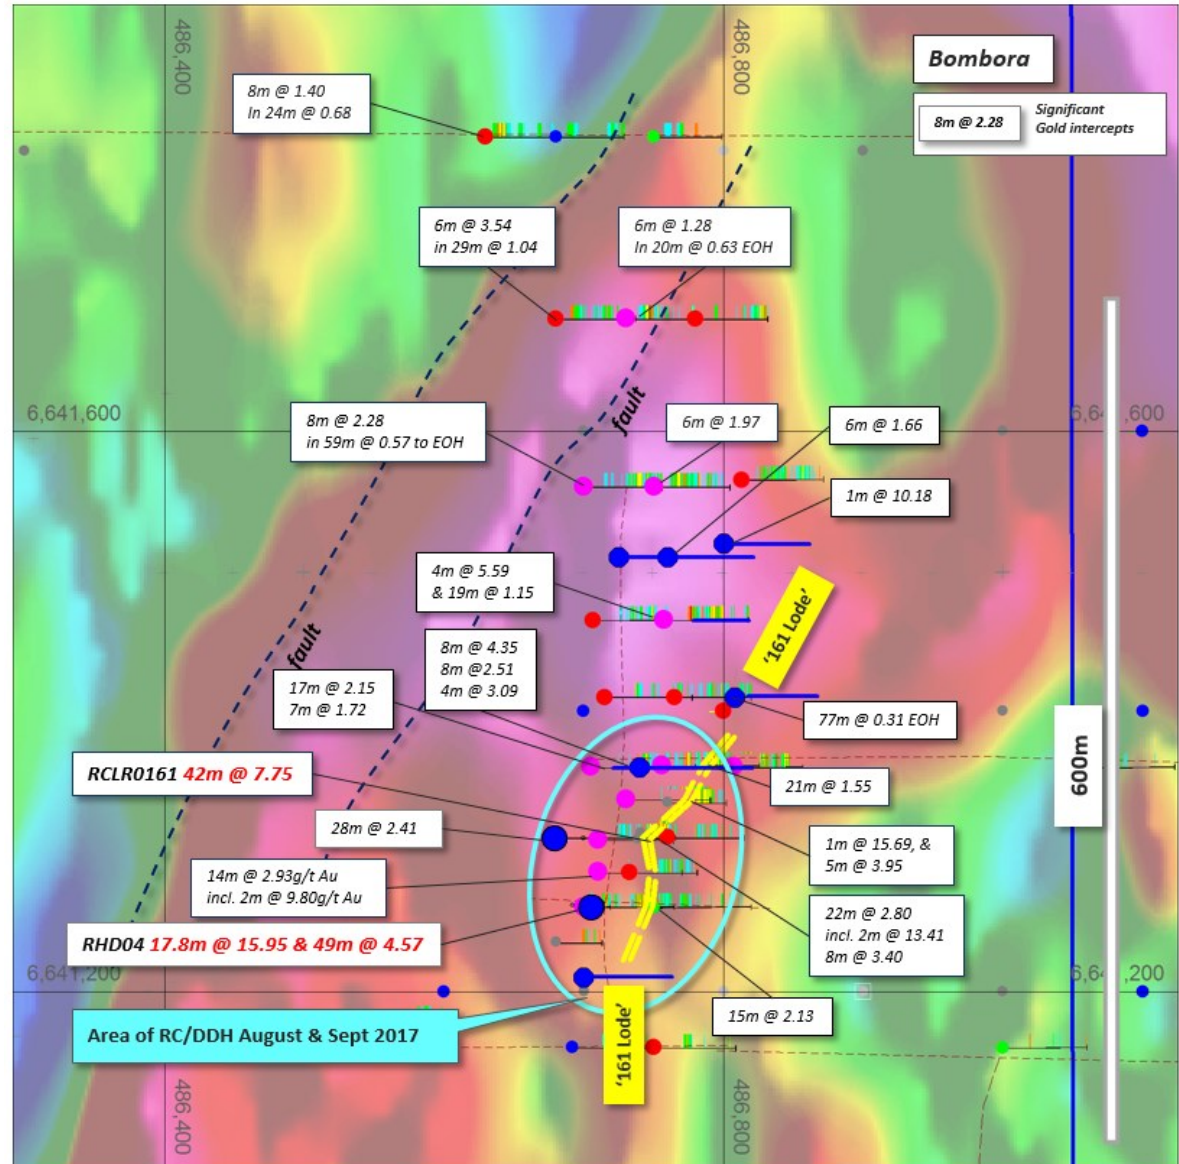 486,400
486,800
Bombora
8m @ 2.28
Significant
Gold intercepts
8m @ 1.40
In 24m @ 0.68
6m @ 3.54
in 29m @ 1.04
6m @ 1.28
In 20m @ 0.63 EOH
fault
6,641,600
8m @ 2.28
in 59m @ 0.57 to EOH
6m @ 1.97
6m @ 1.66
1m @ 10.18
4m @ 5.59
& 19m @ 1.15
'161 Lode'
fault
8m @ 4.35
8m @2.51
4m @ 3.09
17m @ 2.15
7m @ 1.72
77m @ 0.31 EOH
600m
RCLR0161 42m @ 7.75
21m @ 1.55
28m @ 2.41
1m @ 15.69, &
5m @ 3.95
14m @ 2.93g/t Au
incl. 2m @ 9.80g/t Au
22m @ 2.80
incl. 2m @ 13.41
8m @ 3.40
RHD04 17.8m @ 15.95 & 49m @ 4.57
6,641,200
15m @ 2.13
Area of RC/DDH August & Sept 2017
'161 Lode'
486,400
486,800